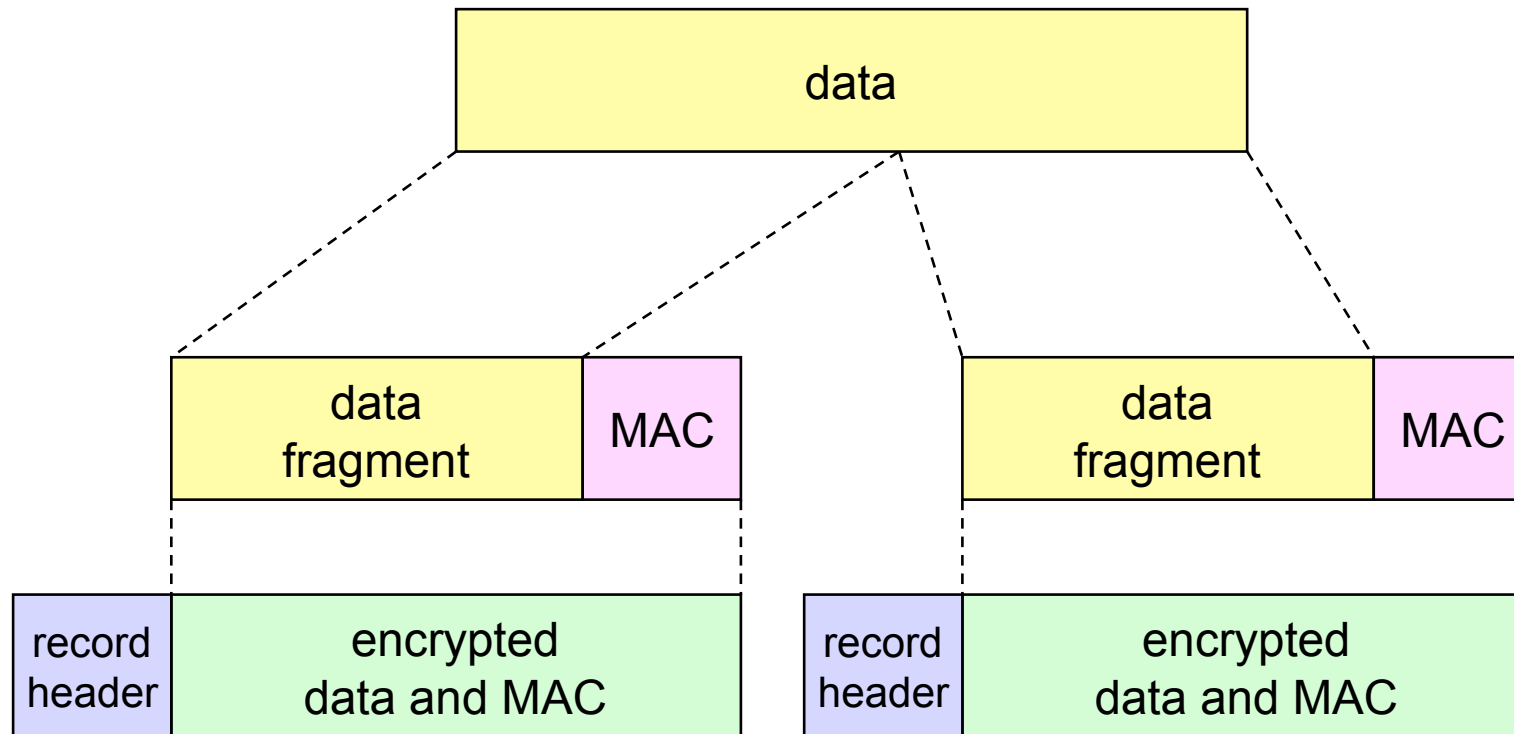 data
data
fragment
MAC
data
fragment
MAC
record
header
encrypted
data and MAC
record
header
encrypted
data and MAC